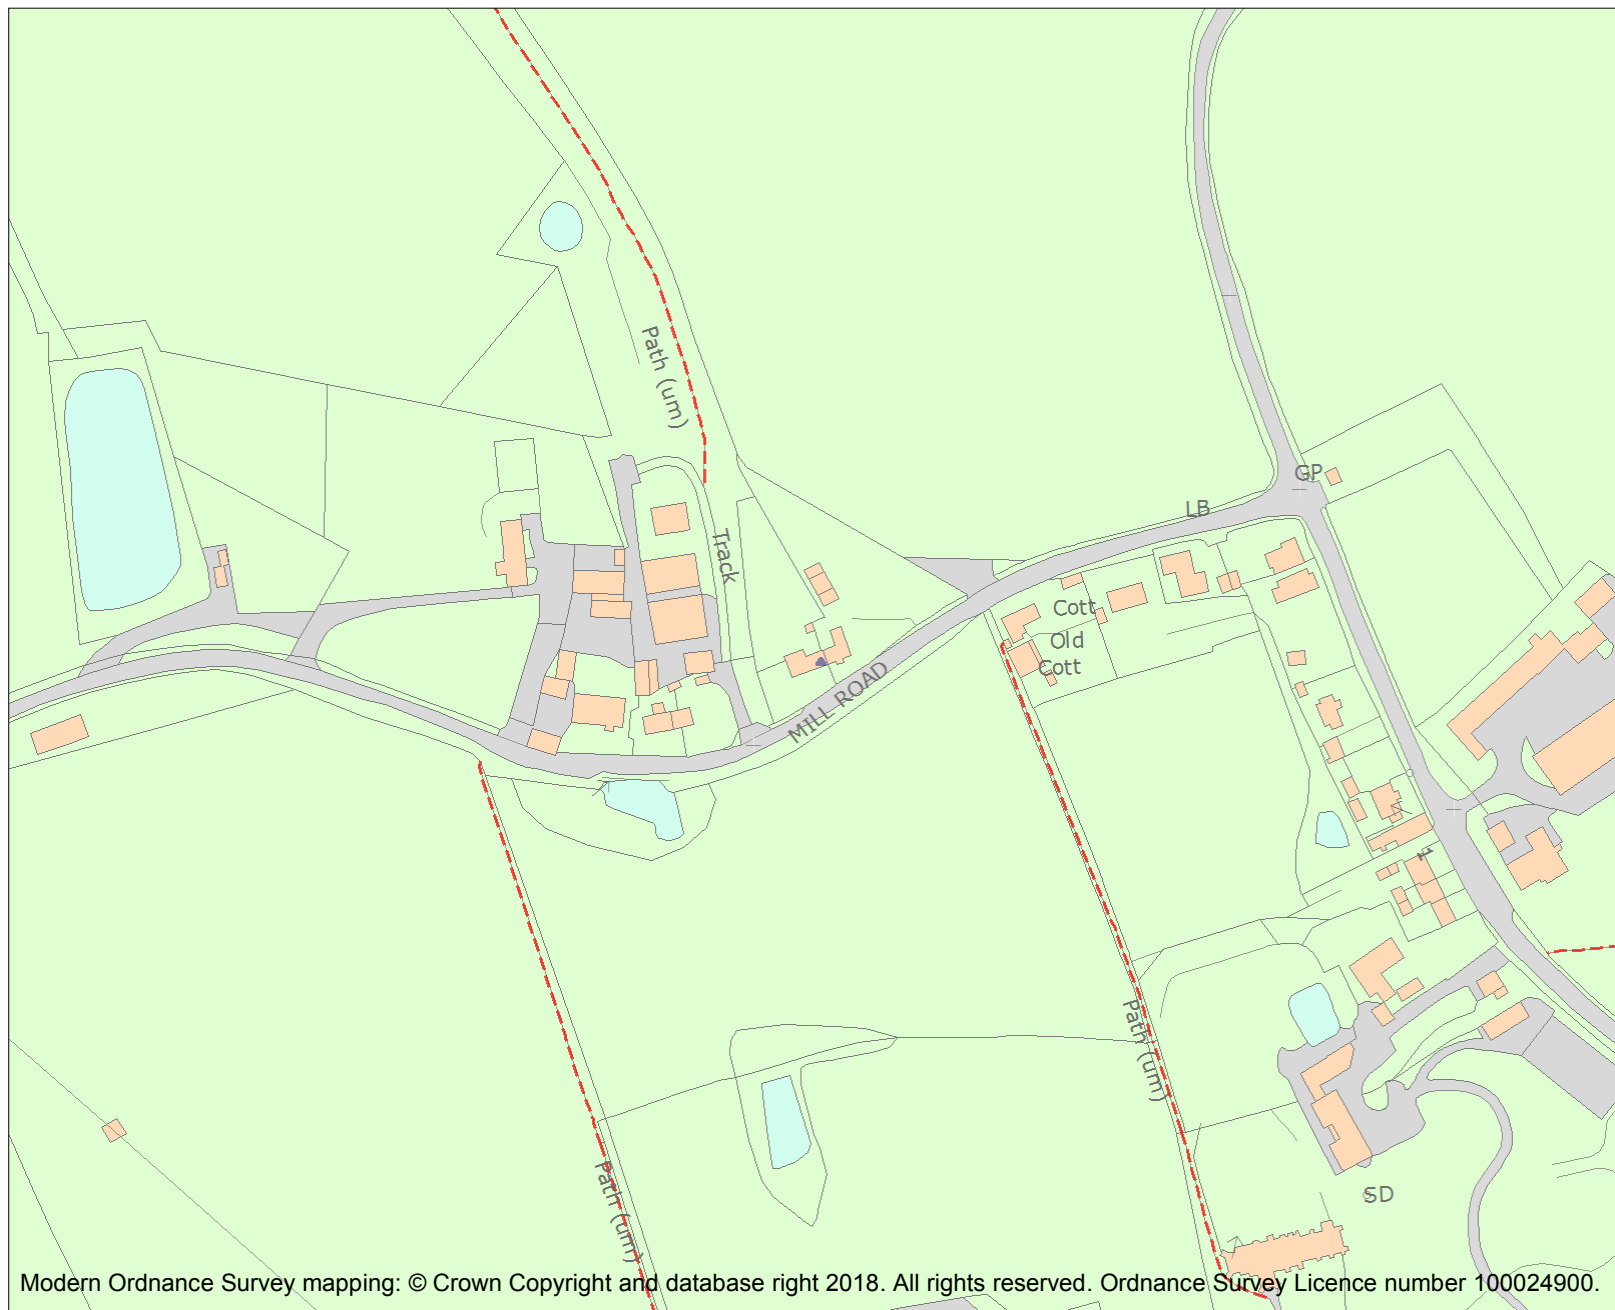 Path (um)
GP
LB
Track
Cott
Old
Cott
MILL ROAD
1
Path (um)
Path (um)
SD
Modern Ordnance Survey mapping: © Crown Copyright and database right 2018. All rights reserved. Ordnance Survey Licence number 100024900.